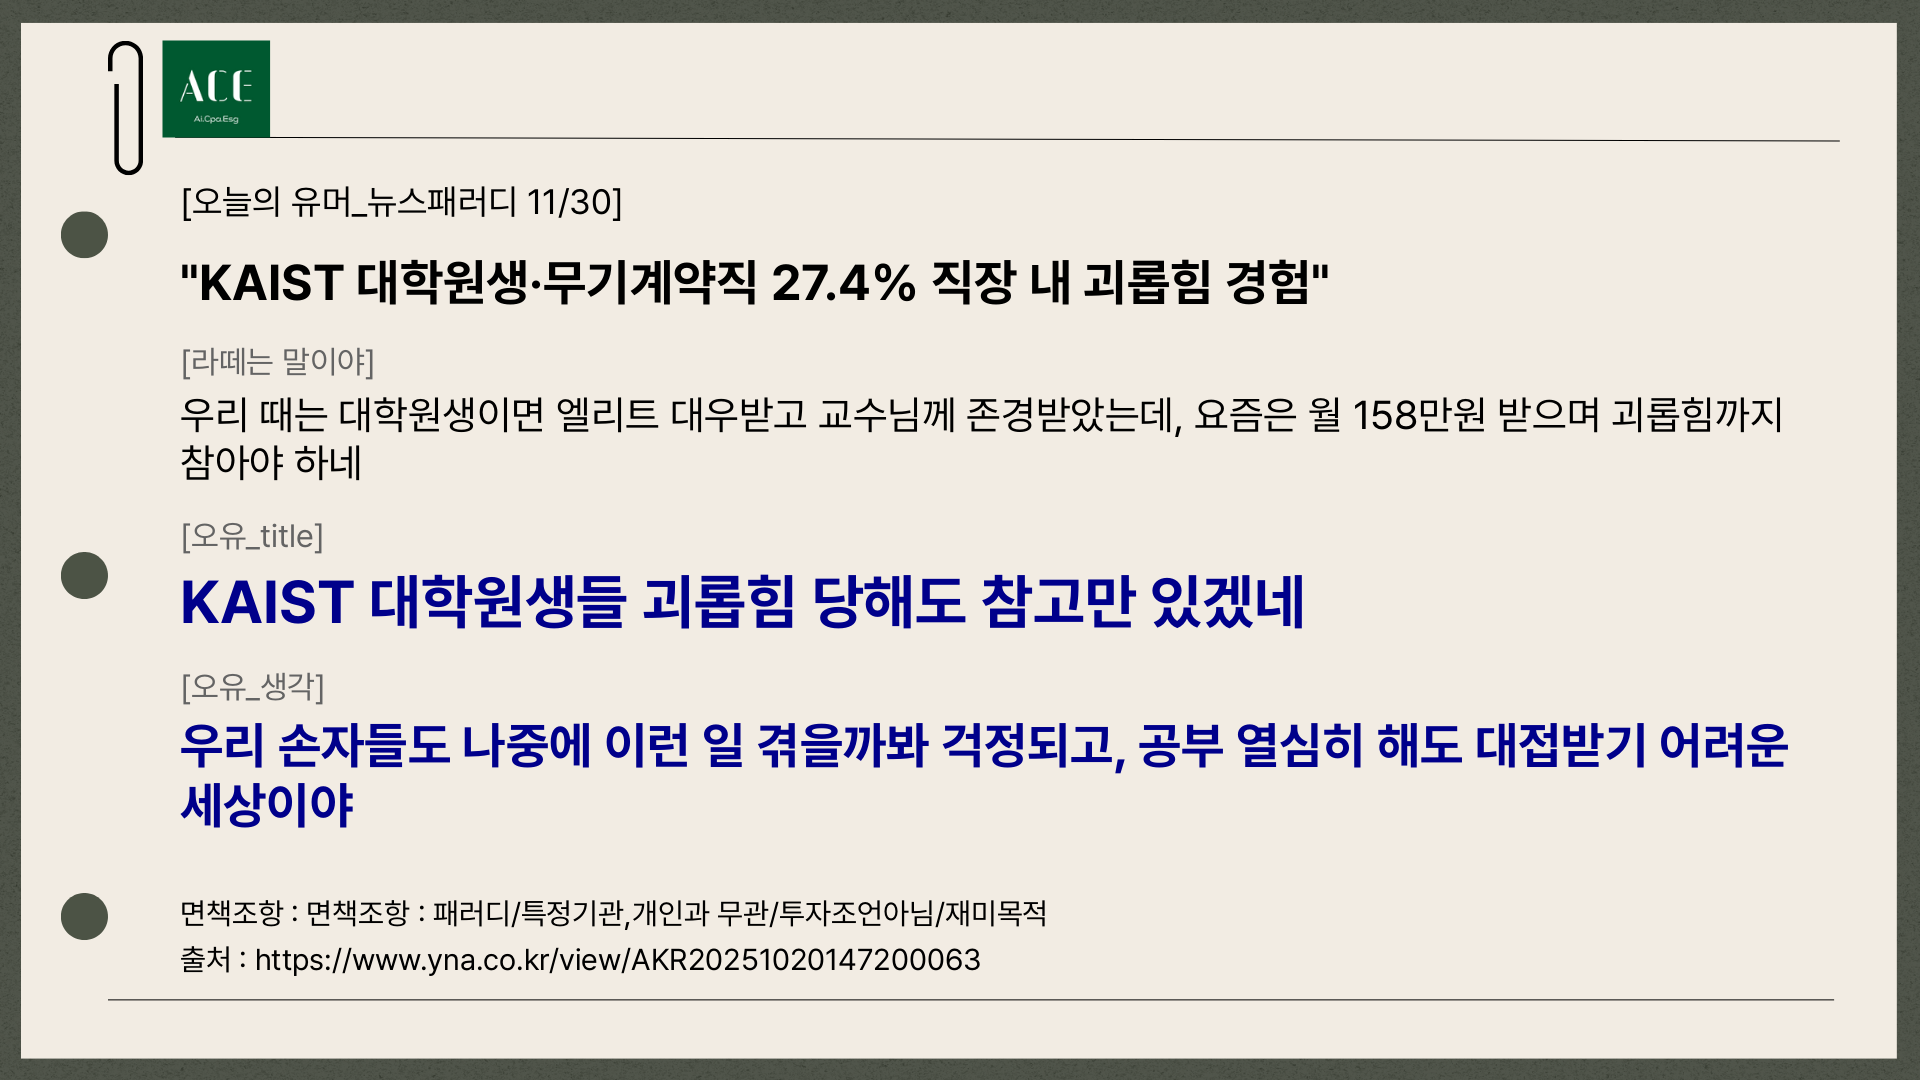 ACE
Ai.Cpa.Esg
[오늘의 유머_뉴스패러디 11/30]
"KAIST 대학원생·무기계약직 27.4% 직장 내 괴롭힘 경험"
[라떼는 말이야]
우리 때는 대학원생이면 엘리트 대우받고 교수님께 존경받았는데, 요즘은 월 158만원 받으며 괴롭힘까지
참아야 하네
[오유_title]
KAIST 대학원생들 괴롭힘 당해도 참고만 있겠네
[오유_생각]
우리 손자들도 나중에 이런 일 겪을까봐 걱정되고, 공부 열심히 해도 대접받기 어려운
세상이야
면책조항 : 면책조항 : 패러디/특정기관,개인과 무관/투자조언아님/재미목적
출처 : https://www.yna.co.kr/view/AKR20251020147200063